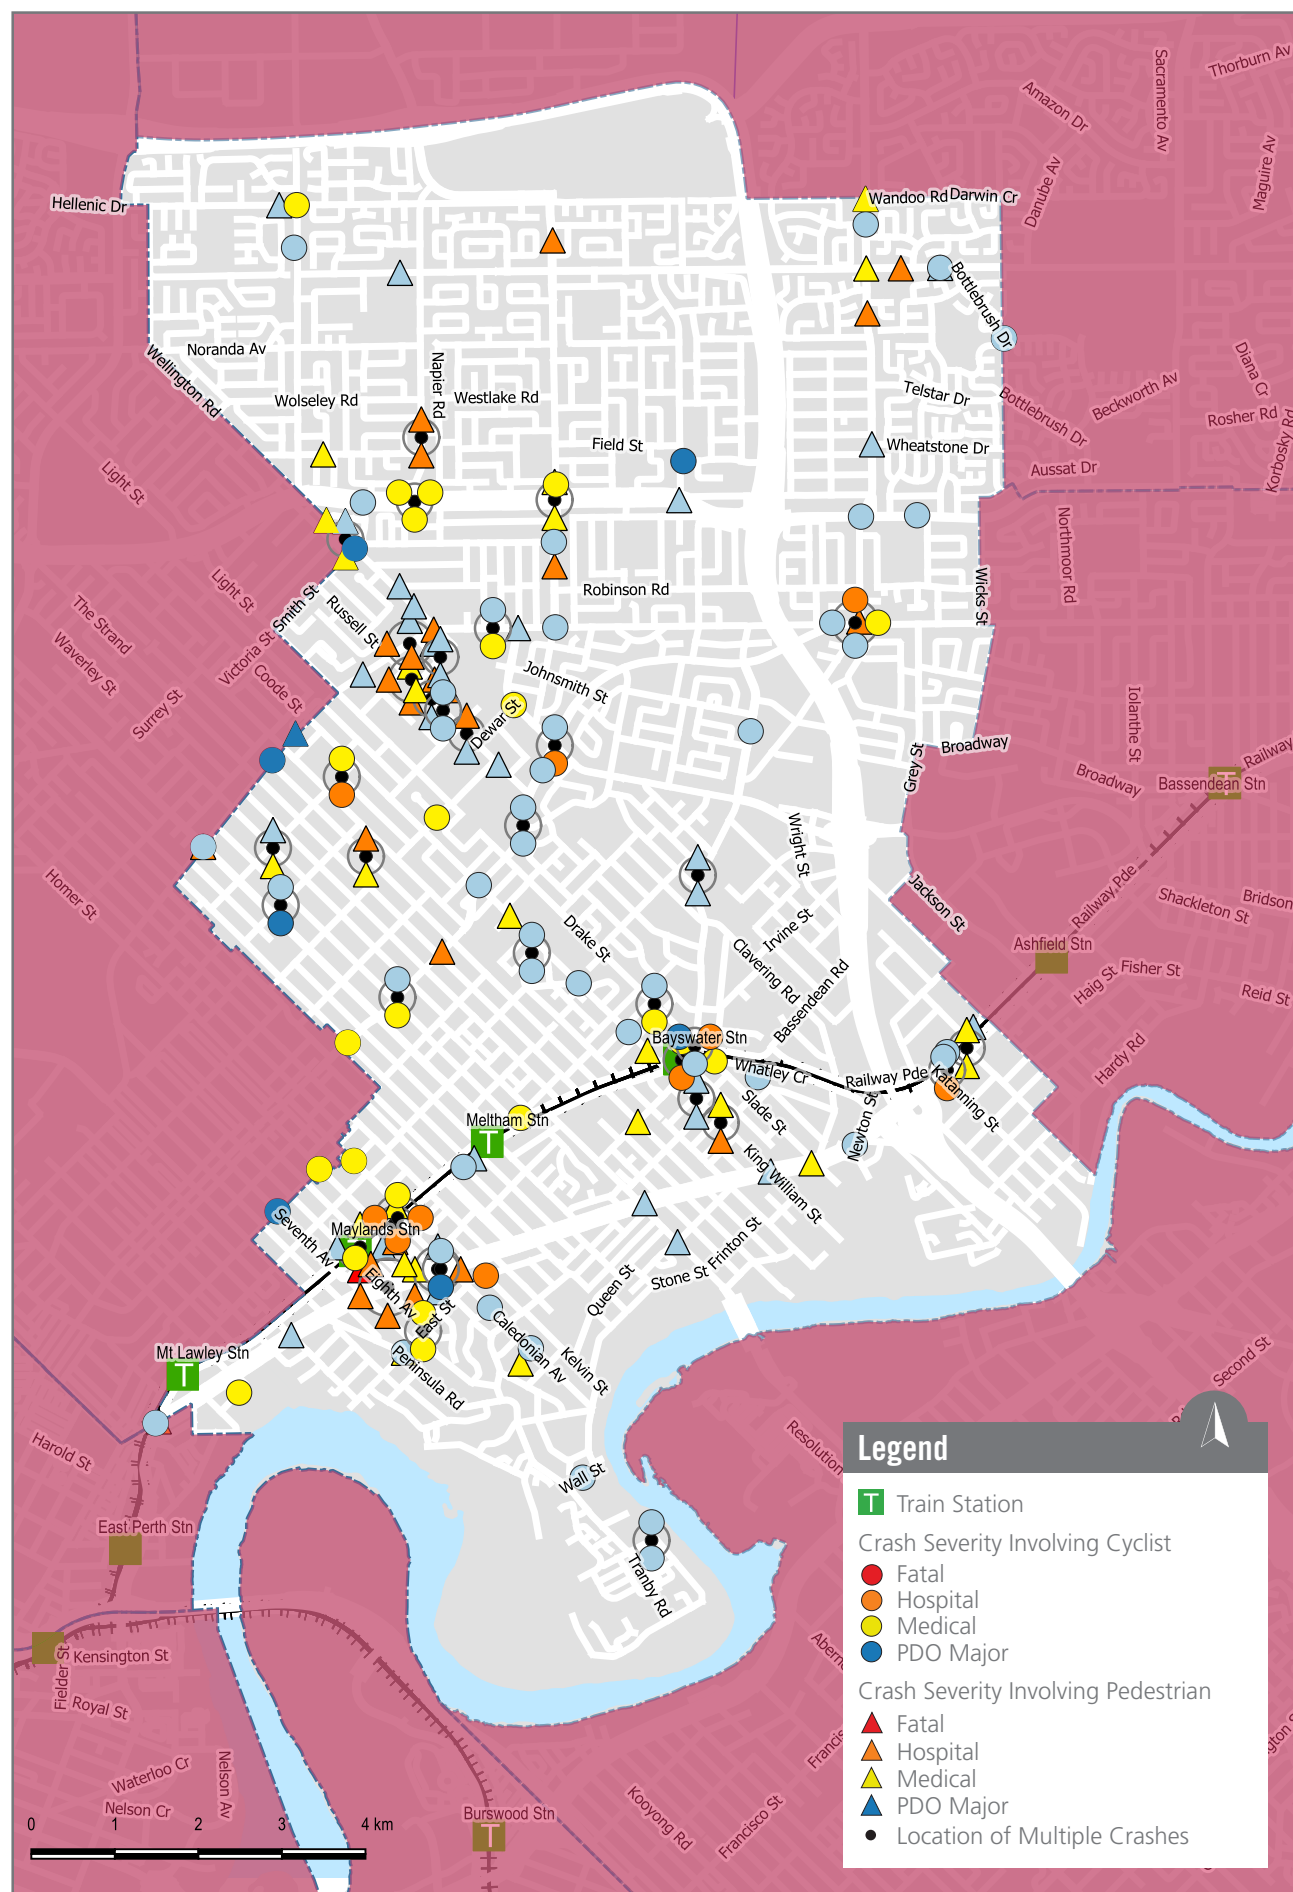 Thorburn Av
Sacramento Av
Amazon Dr
Maguire Av
Danube Av
Hellenic Dr
Wandoo Rd
Darwin Cr
Bottlebrush Dr
Noranda Av
Wellington Rd
Napier Rd
Wolseley Rd
Westlake Rd
Telstar Dr
Diana Cr
Beckworth Av
Bottlebrush Dr
Rosher Rd
Korbosky Rd
Field St
Wheatstone Dr
Aussat Dr
Light St
Northmoor Rd
Wicks St
Light St
Smith St
Robinson Rd
The Strand
Russell St
Victoria St
Waverley St
Coode St
Johnsmith St
Surrey St
Dewar St
Iolanthe St
Broadway
Grey St
Railway
Broadway
Bassendean Stn
T
Wright St
Homer St
Jackson St
Railway Pde
Shackleton St
Bridson
Drake St
Irvine St
Clavering Rd
Ashfield Stn
Bassendean Rd
Haig St
Fisher St
Reid St
Bayswater Stn
Hardy Rd
Whatley Cr
Railway Pde
Katanning St
Slade St
Newton St
Meltham Stn
T
King William St
Seventh Av
Maylands Stn
Frinton St
Stone St
Queen St
Eighth Av
East St
Caledonian Av
Kelvin St
Peninsula Rd
Mt Lawley Stn
T
Second St
Harold St
Resolution
Wall St
East Perth Stn
Tranby Rd
Kensington St
Fielder St
Royal St
Waterloo Cr
Nelson Av
Nelson Cr
Burswood Stn
T
Kooyong Rd
Francisco St
Francis
Abern
0 1 2 3 4 km
Legend
T Train Station
Crash Severity Involving Cyclist
Fatal
Hospital
Medical
PDO Major
Crash Severity Involving Pedestrian
Fatal
Hospital
Medical
PDO Major
Location of Multiple Crashes